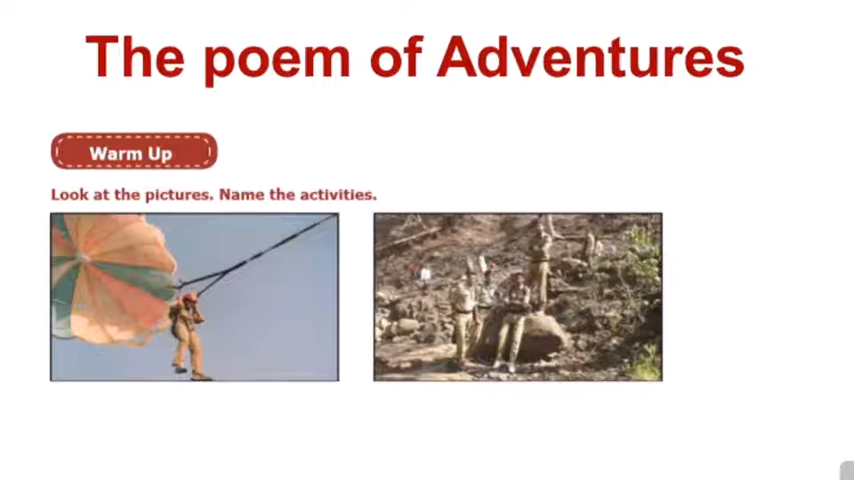 The poem of Adventures
Warm Up
Look at the pictures. Name the activities.